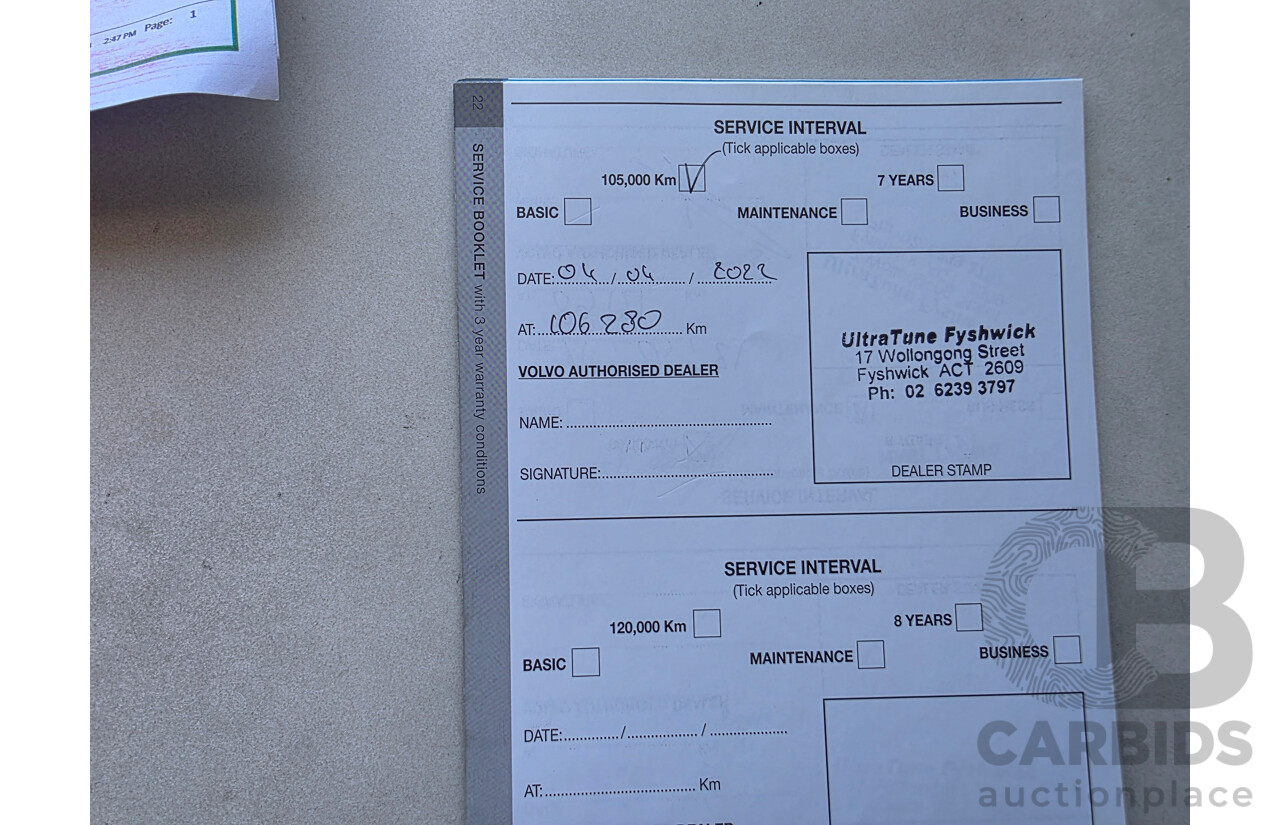 2:47 PM Page: 1
22
SERVICE BOOKLET with 3 year warranty conditions
SERVICE INTERVAL
(Tick applicable boxes)
105,000 Km
7 YEARS
BASIC
MAINTENANCE
BUSINESS
DATE: 04 / 04 / 2022
AT: 106 280 Km
VOLVO AUTHORISED DEALER
NAME:
SIGNATURE:
UltraTune Fyshwick
17 Wollongong Street
Fyshwick ACT 2609
Ph: 02 6239 3797
DEALER STAMP
SERVICE INTERVAL
(Tick applicable boxes)
120,000 Km
8 YEARS
BASIC
MAINTENANCE
BUSINESS
DATE: / /
AT: Km
CB
CARBIDS
auctionplace